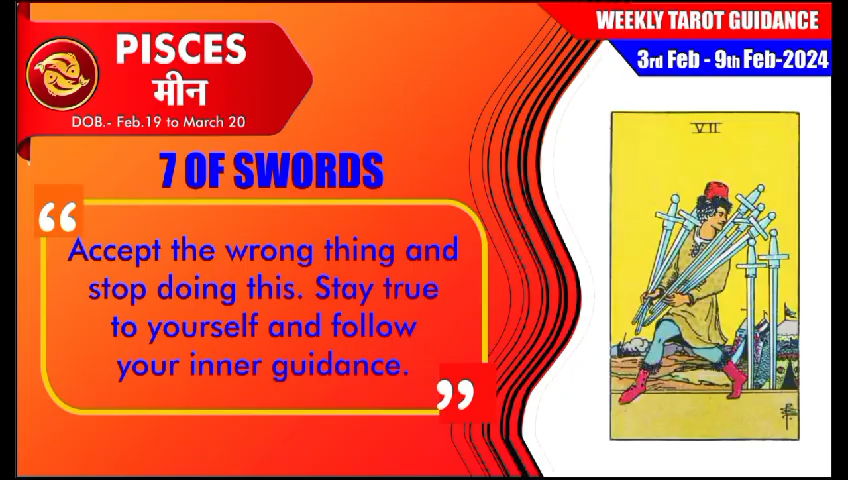 PISCES
मीन
DOB.- Feb.19 to March 20
WEEKLY TAROT GUIDANCE
3rd Feb - 9th Feb-2024
7 OF SWORDS
“
Accept the wrong thing and
stop doing this. Stay true
to yourself and follow
your inner guidance.
”
VII